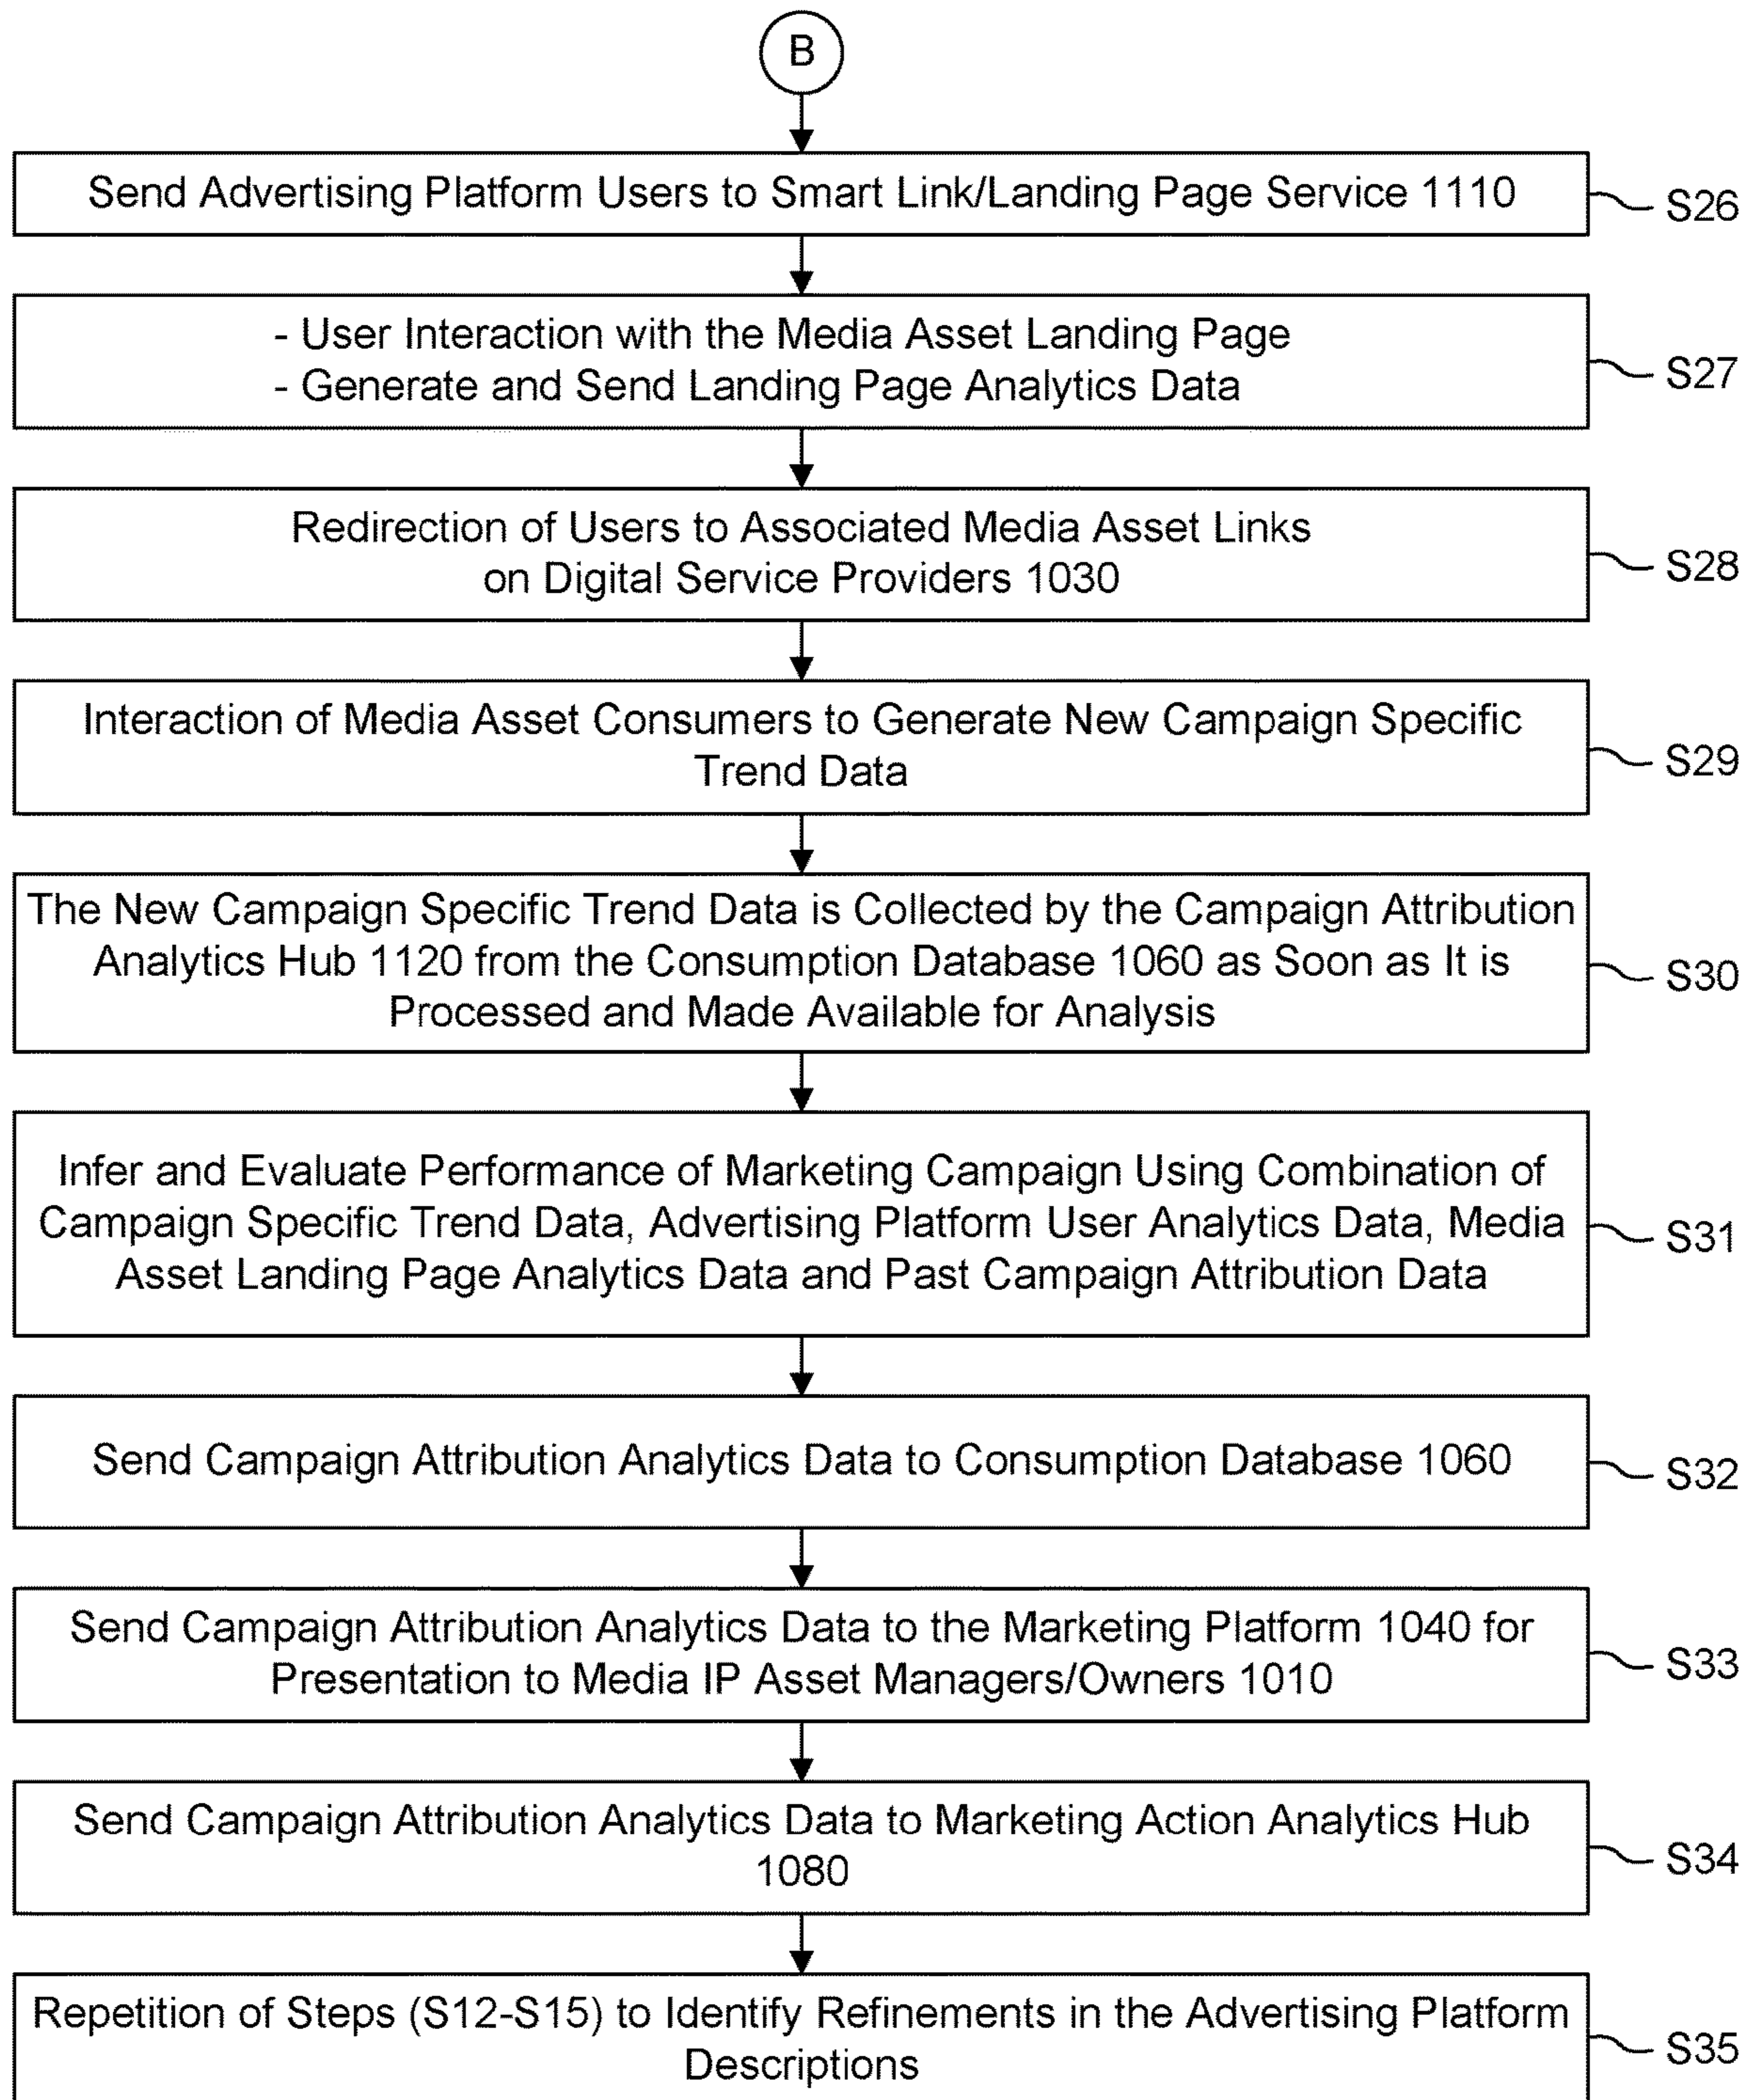 B
Send Advertising Platform Users to Smart Link/Landing Page Service 1110
S26
- User Interaction with the Media Asset Landing Page
- Generate and Send Landing Page Analytics Data
S27
Redirection of Users to Associated Media Asset Links
on Digital Service Providers 1030
S28
Interaction of Media Asset Consumers to Generate New Campaign Specific
Trend Data
S29
The New Campaign Specific Trend Data is Collected by the Campaign Attribution
Analytics Hub 1120 from the Consumption Database 1060 as Soon as It is
Processed and Made Available for Analysis
S30
Infer and Evaluate Performance of Marketing Campaign Using Combination of
Campaign Specific Trend Data, Advertising Platform User Analytics Data, Media
Asset Landing Page Analytics Data and Past Campaign Attribution Data
S31
Send Campaign Attribution Analytics Data to Consumption Database 1060
S32
Send Campaign Attribution Analytics Data to the Marketing Platform 1040 for
Presentation to Media IP Asset Managers/Owners 1010
S33
Send Campaign Attribution Analytics Data to Marketing Action Analytics Hub
1080
S34
Repetition of Steps (S12-S15) to Identify Refinements in the Advertising Platform
Descriptions
S35